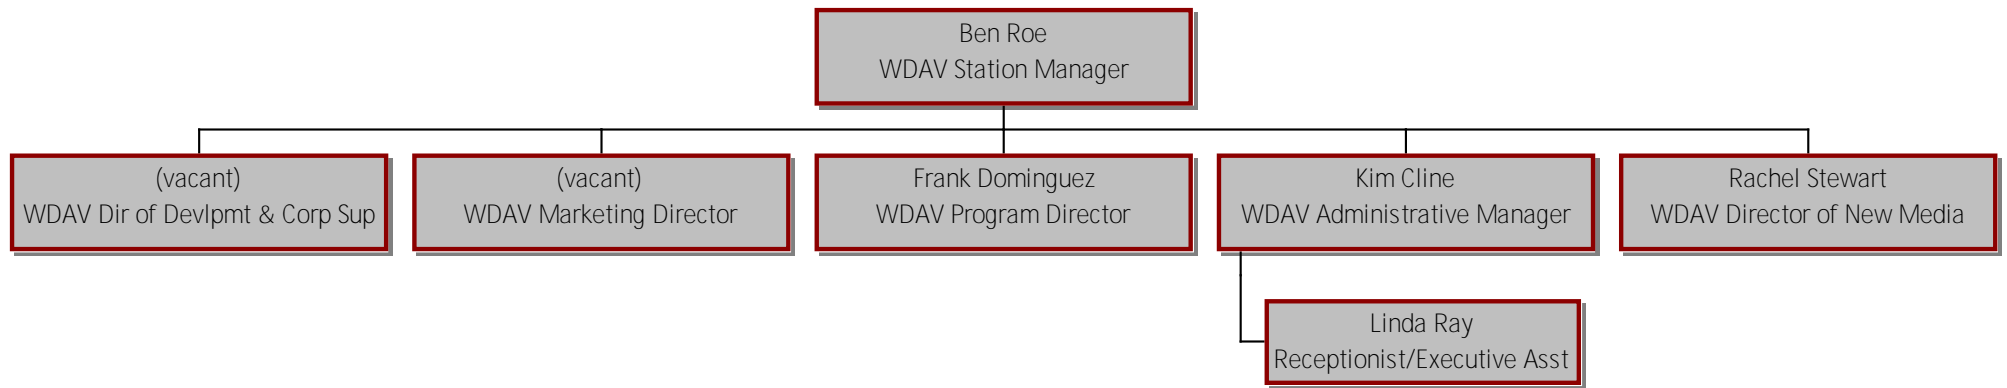 Ben Roe
WDAV Station Manager
(vacant)
WDAV Dir of Devlpmt & Corp Sup
(vacant)
WDAV Marketing Director
Frank Dominguez
WDAV Program Director
Kim Cline
WDAV Administrative Manager
Rachel Stewart
WDAV Director of New Media
Linda Ray
Receptionist/Executive Asst